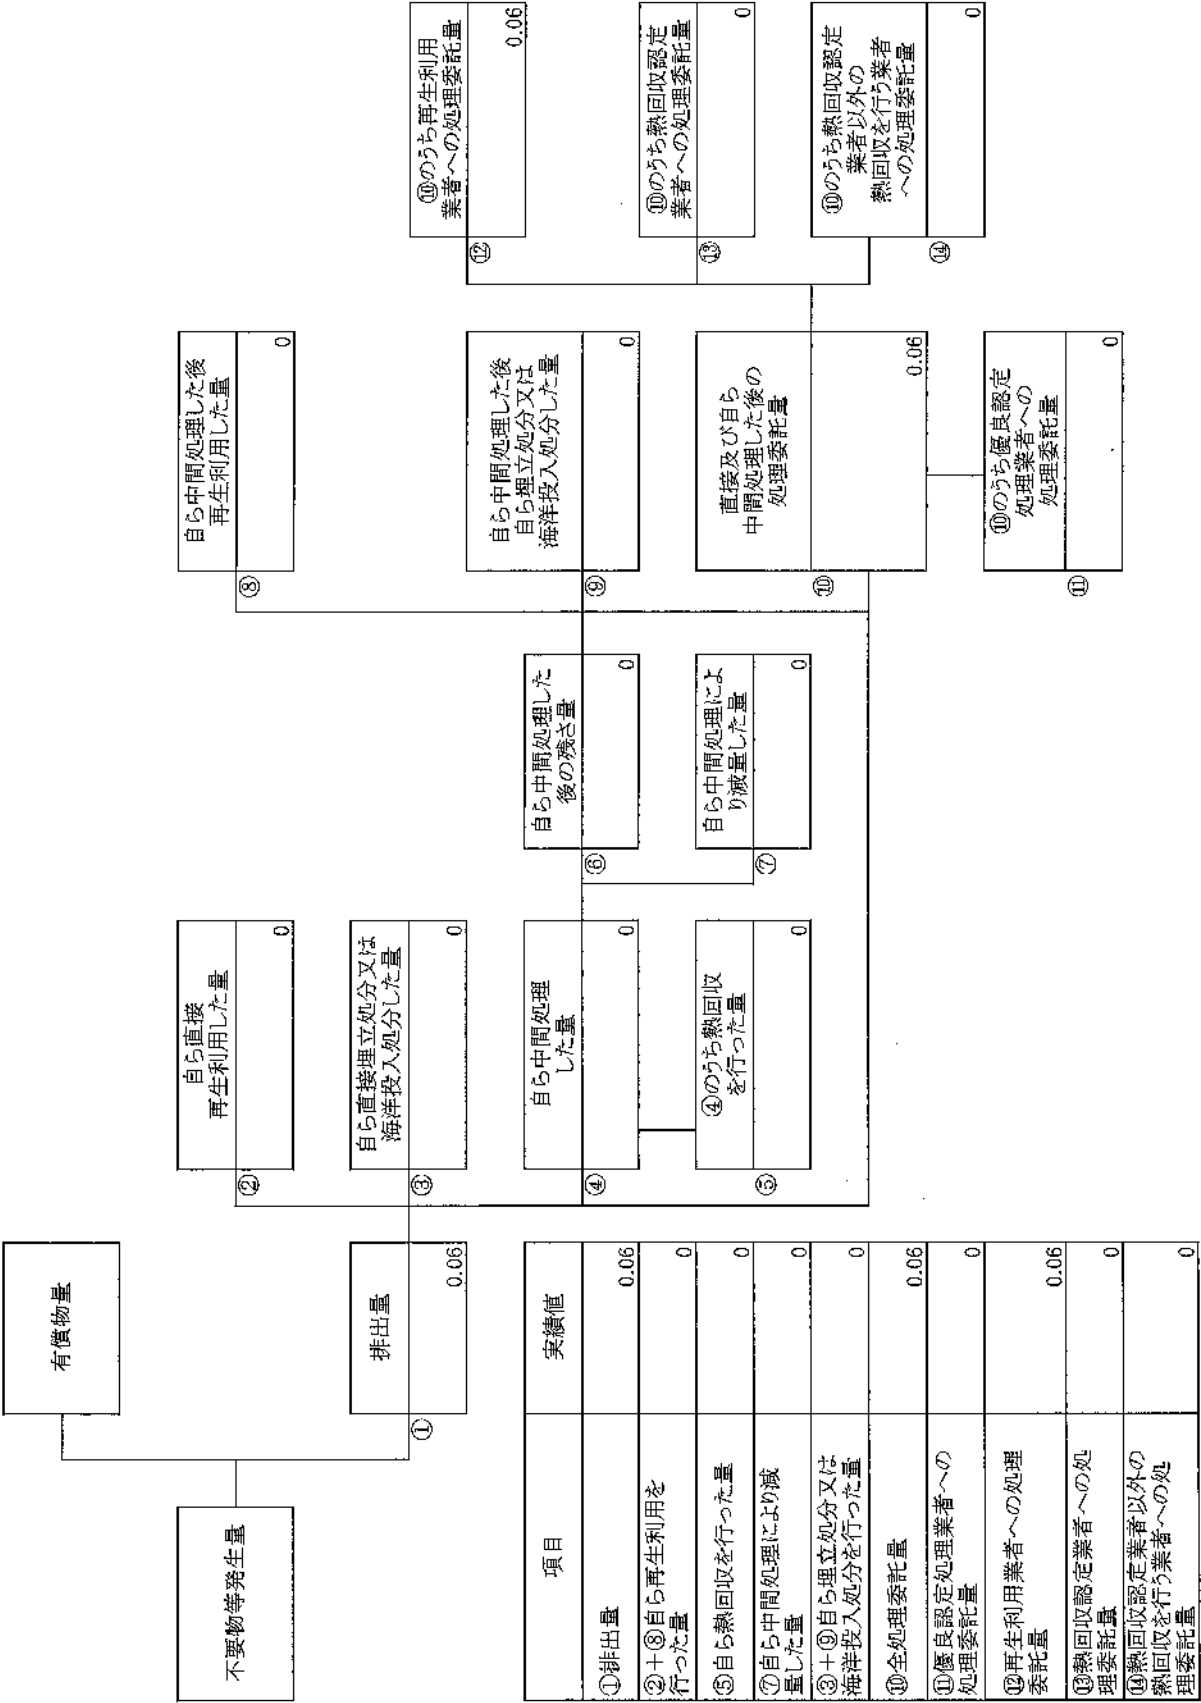 不要物等発生量
有償物量
①
排出量
0.06
②
自ら直接
再生利用した量
0
③
自ら直接埋立処分又は
海洋投入処分した量
0
④
自ら中間処理
した量
0
⑤
④のうち熱回収
を行った量
0
⑥
自ら中間処理した
後の残さ量
0
⑦
自ら中間処理によ
り減量した量
0
⑧
自ら中間処理した後
再生利用した量
0
⑨
自ら中間処理した後
自ら埋立処分又は
海洋投入処分した量
0
⑩
直接及び自ら
中間処理した後の
処理委託量
0.06
⑪
⑩のうち優良認定
処理業者への
処理委託量
0
⑫
⑩のうち再生利用
業者への処理委託量
0.06
⑬
⑩のうち熱回収認定
業者への処理委託量
0
⑭
⑩のうち熱回収認定
業者以外の
熱回収を行う業者
への処理委託量
0
項目
実績値
①排出量
0.06
②+⑧自ら再生利用を
行った量
0
⑤自ら熱回収を行った量
0
⑦自ら中間処理により減
量した量
0
③+⑨自ら埋立処分又は
海洋投入処分を行った量
0
⑩全処理委託量
0.06
⑪優良認定処理業者への
処理委託量
0
⑫再生利用業者への処理
委託量
0.06
⑬熱回収認定業者への処
理委託量
0
⑭熱回収認定業者以外の
熱回収を行う業者への処
理委託量
0